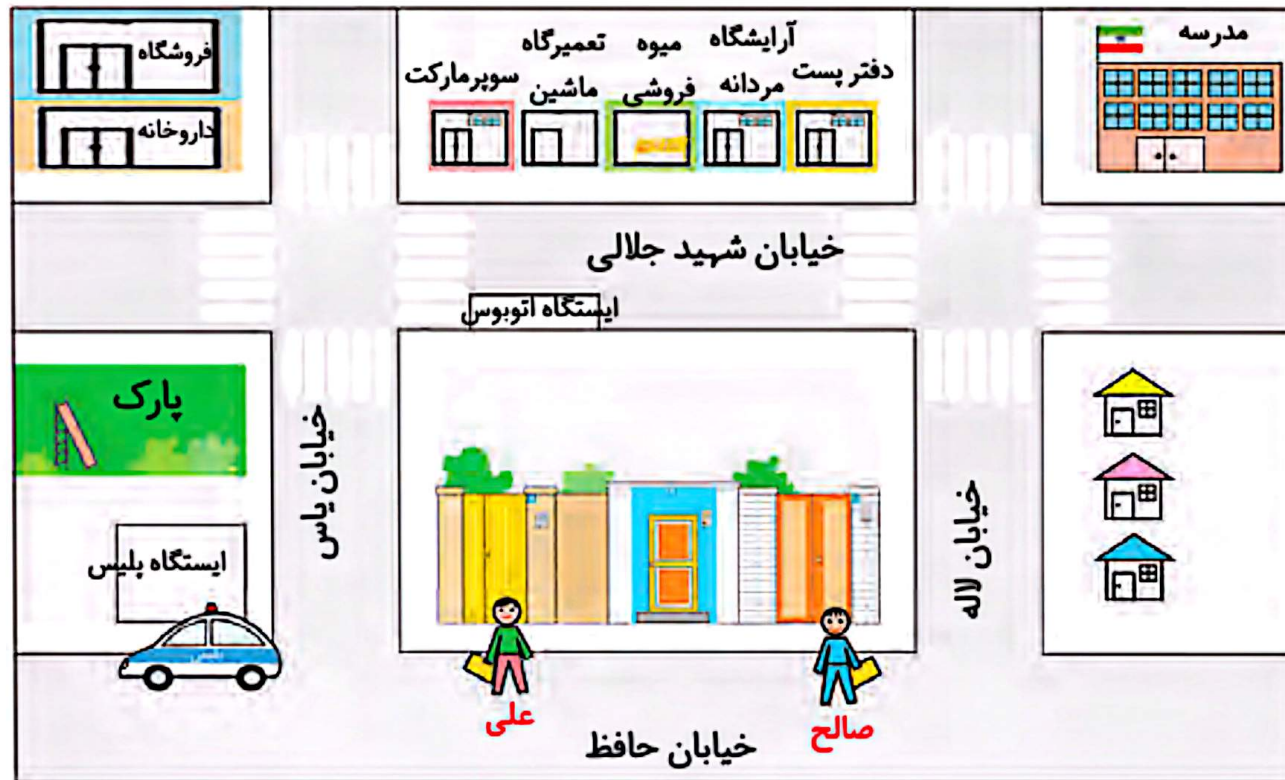 مدرسه
آرایشگاه
مردانه
دفتر پست
میوه
فروشی
تعمیرگاه
ماشین
سوپرمارکت
فروشگاه
داروخانه
خیابان شهید جلالی
ایستگاه اتوبوس
پارک
خیابان یاس
خیابان لاله
ایستگاه پلیس
پلیس
علی
صالح
خیابان حافظ